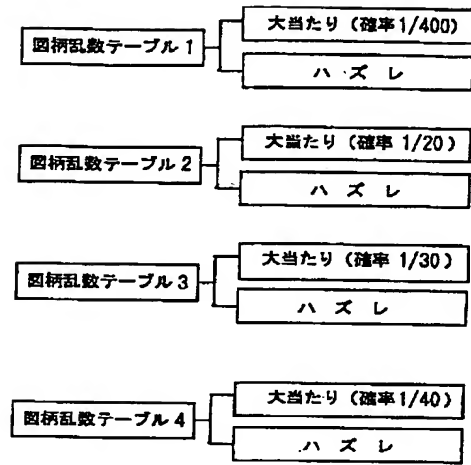 大当たり（確率1/400）
図柄乱数テーブル 1
ハ ズ レ
大当たり（確率 1/20）
図柄乱数テーブル 2
ハ ズ レ
大当たり（確率 1/30）
図柄乱数テーブル 3
ハ ズ レ
大当たり（確率 1/40）
図柄乱数テーブル 4
ハ ズ レ